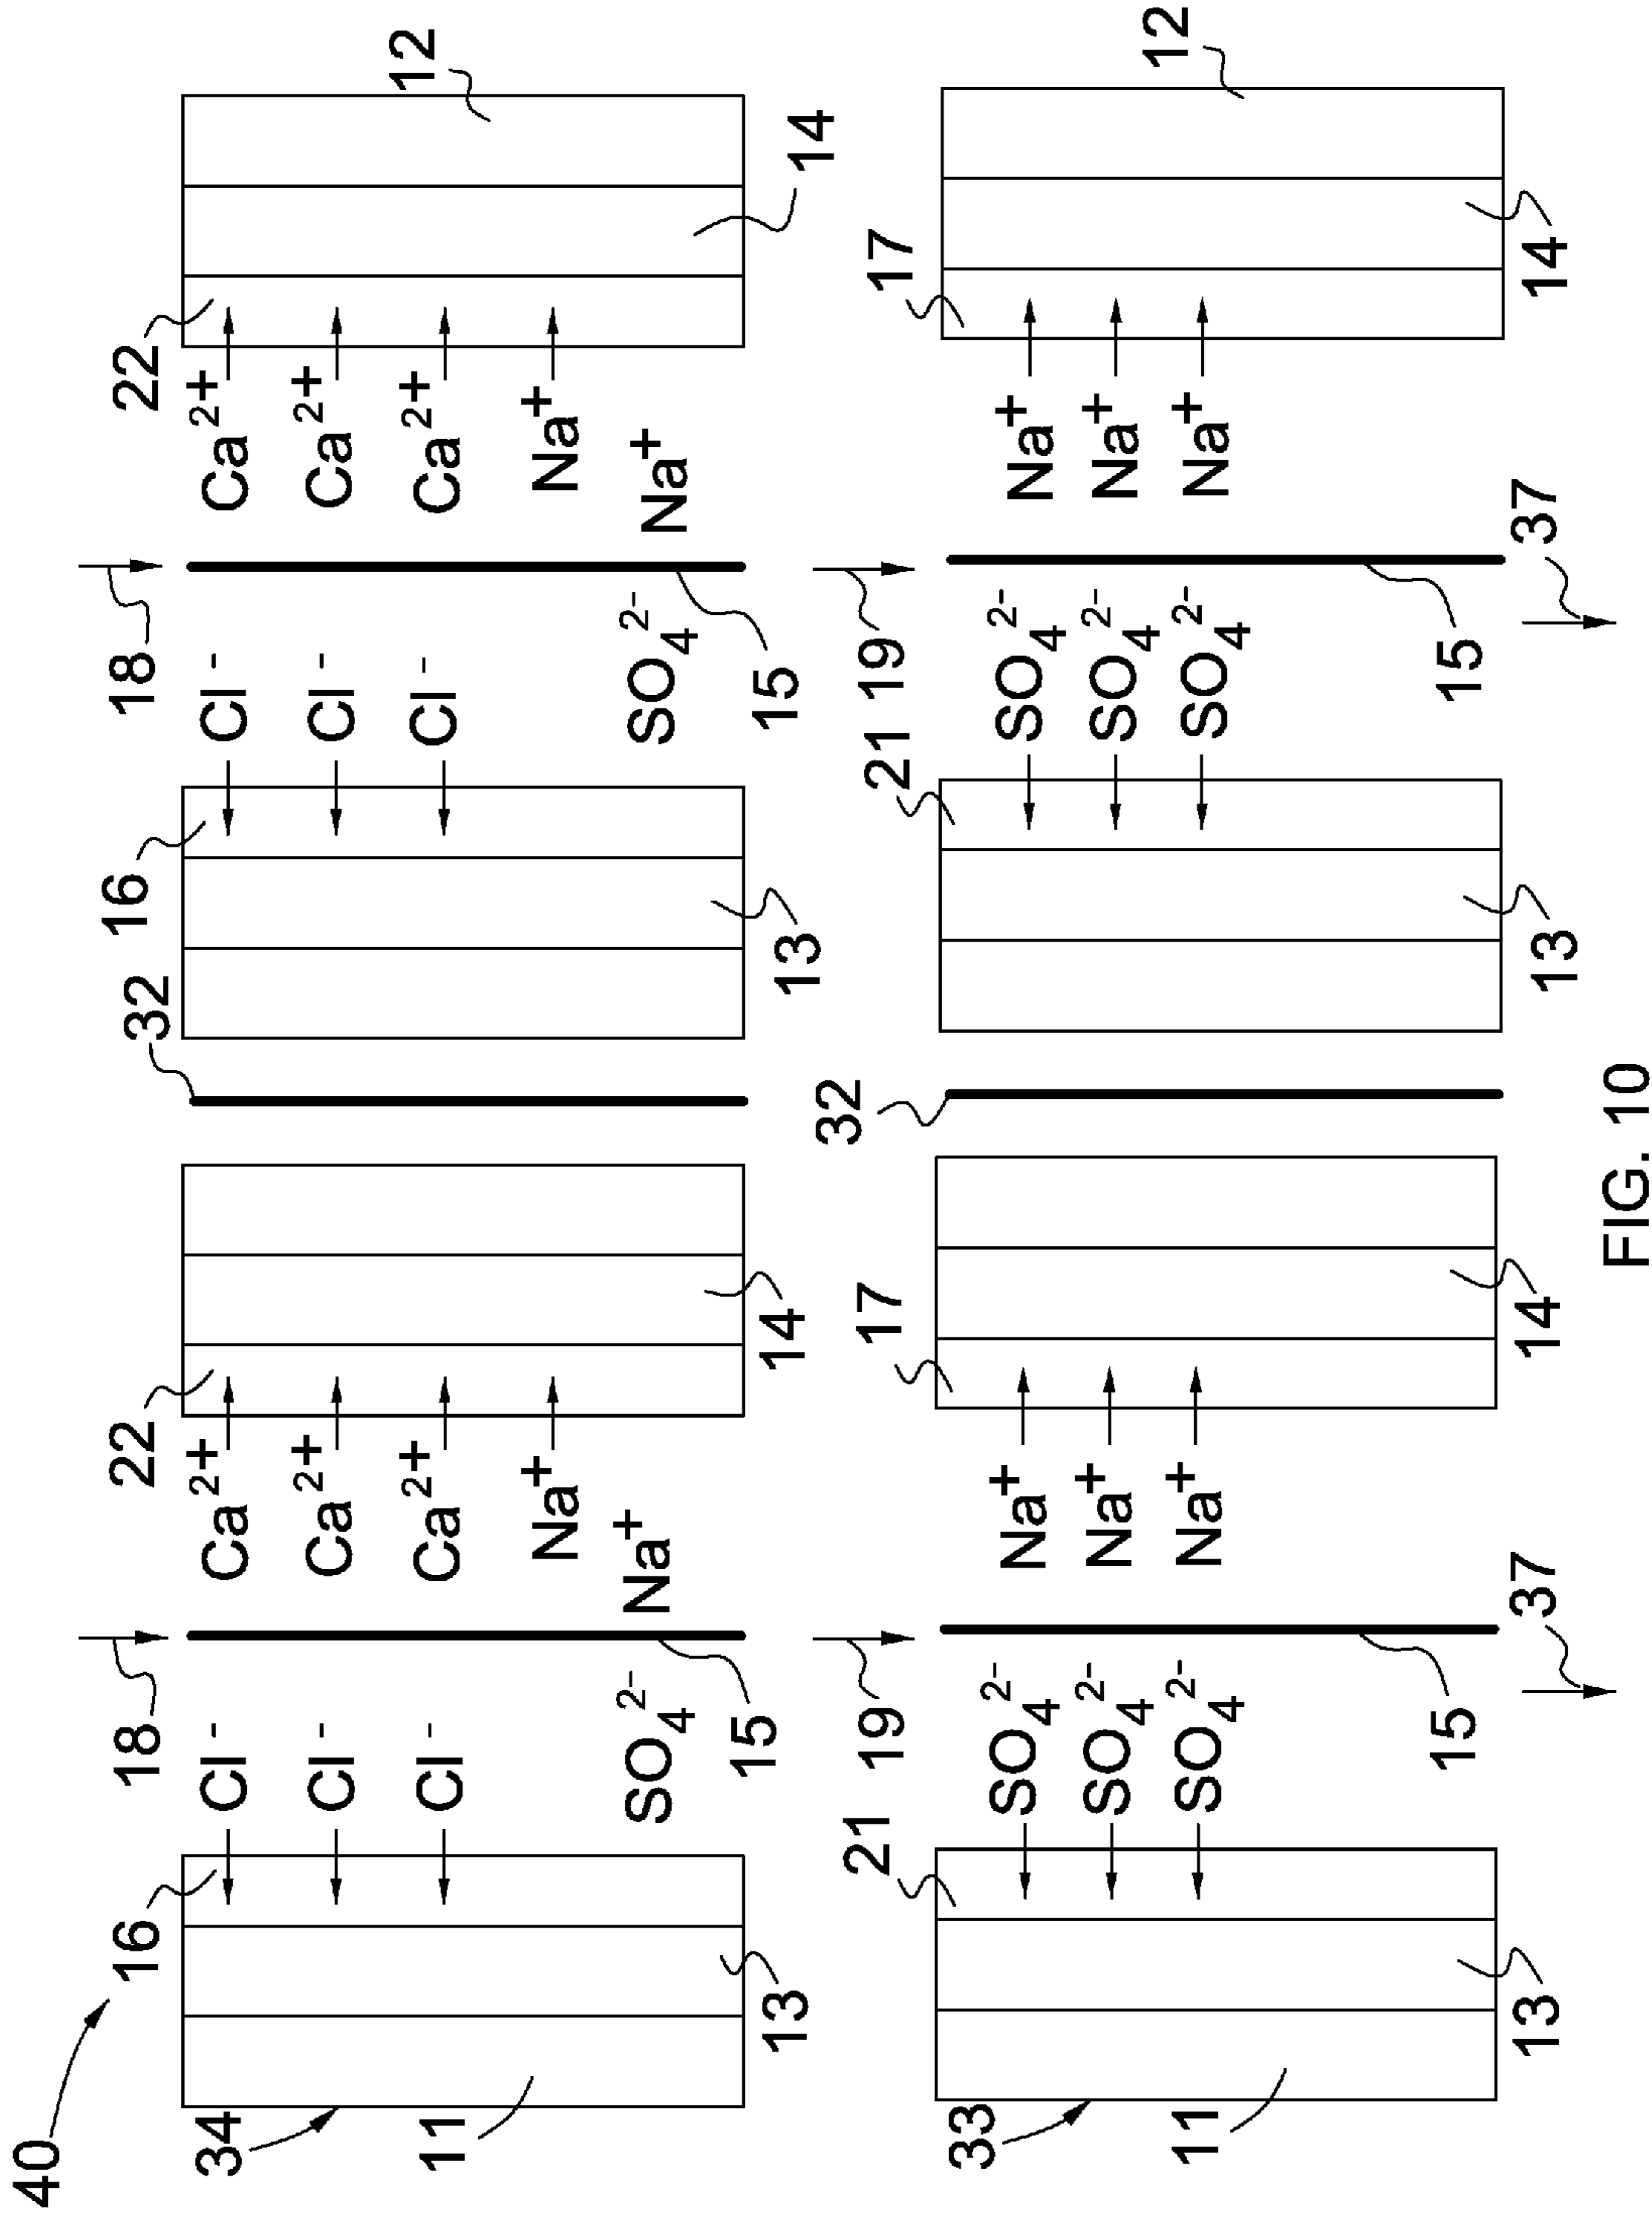 40
16 18 22 32 16 18 22
34 Cl⁻ Ca²⁺ Cl⁻ Ca²⁺
Cl⁻ Ca²⁺ Cl⁻ Ca²⁺
11 Cl⁻ Ca²⁺ Cl⁻ Ca²⁺ 12
Na⁺ Na⁺
SO₄²⁻ Na⁺ SO₄²⁻ Na⁺
13 15 14 13 15 14
21 19 17 32 21 19 17
33 SO₄²⁻ Na⁺ SO₄²⁻ Na⁺
SO₄²⁻ Na⁺ SO₄²⁻ Na⁺
11 SO₄²⁻ Na⁺ SO₄²⁻ Na⁺ 12
13 15 37 14 13 15 37 14
FIG. 10